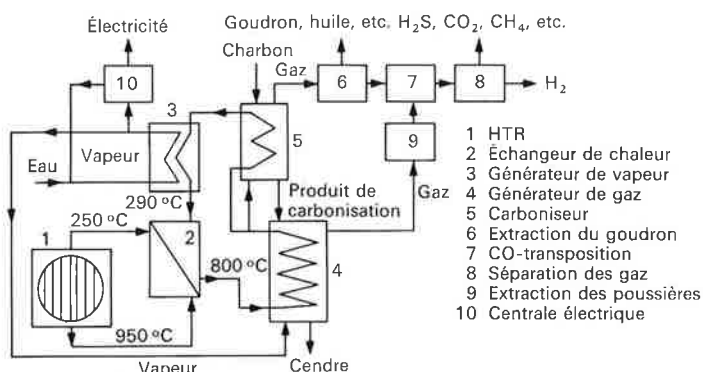 Électricité
Goudron, huile, etc. H₂S, CO₂, CH₄, etc.
Charbon
Gaz
10
6
7
8
H₂
3
5
9
Eau
Vapeur
290 °C
Produit de
carbonisation
Gaz
1
250 °C
2
800 °C
4
950 °C
Vapeur
Cendre
1 HTR
2 Échangeur de chaleur
3 Générateur de vapeur
4 Générateur de gaz
5 Carboniseur
6 Extraction du goudron
7 CO-transposition
8 Séparation des gaz
9 Extraction des poussières
10 Centrale électrique